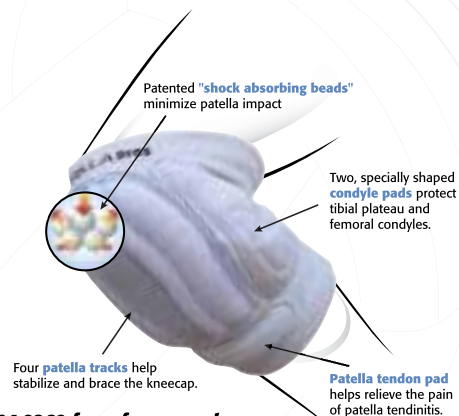 Patented "shock absorbing beads"
minimize patella impact
Two, specially shaped
condyle pads protect
tibial plateau and
femoral condyles.
Four patella tracks help
stabilize and brace the kneecap.
Patella tendon pad
helps relieve the pain
of patella tendinitis.